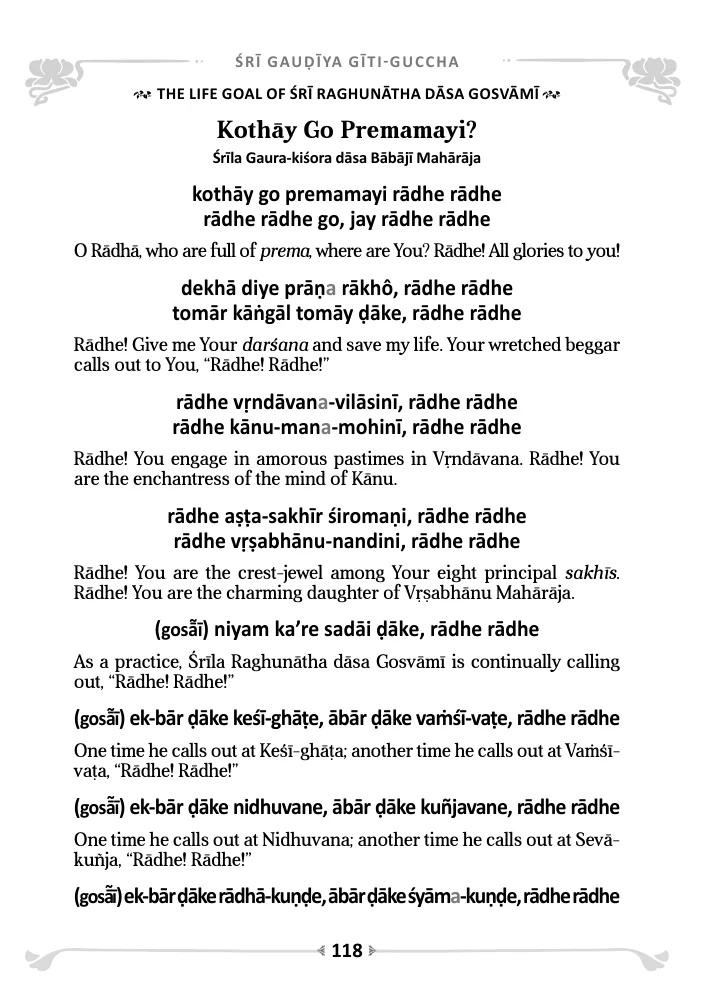 ŚRĪ GAUḌĪYA GĪTI-GUCCHA
THE LIFE GOAL OF ŚRĪ RAGHUNĀTHA DĀSA GOSVĀMĪ
Kothāy Go Premamayi?
Śrīla Gaura-kiśora dāsa Bābājī Mahārāja
kothāy go premamayi rādhe rādhe
rādhe rādhe go, jay rādhe rādhe
O Rādhā, who are full of prema, where are You? Rādhe! All glories to you!
dekhā diye prāṇa rākhô, rādhe rādhe
tomār kāṅgāl tomāy ḍāke, rādhe rādhe
Rādhe! Give me Your darśana and save my life. Your wretched beggar
calls out to You, “Rādhe! Rādhe!”
rādhe vṛndāvana-vilāsinī, rādhe rādhe
rādhe kānu-mana-mohinī, rādhe rādhe
Rādhe! You engage in amorous pastimes in Vṛndāvana. Rādhe! You
are the enchantress of the mind of Kānu.
rādhe aṣṭa-sakhīr śiromaṇi, rādhe rādhe
rādhe vṛṣabhānu-nandini, rādhe rādhe
Rādhe! You are the crest-jewel among Your eight principal sakhīs.
Rādhe! You are the charming daughter of Vṛṣabhānu Mahārāja.
(gosā̃ī) niyam ka’re sadāi ḍāke, rādhe rādhe
As a practice, Śrīla Raghunātha dāsa Gosvāmī is continually calling
out, “Rādhe! Rādhe!”
(gosā̃ī) ek-bār ḍāke keśī-ghāṭe, ābār ḍāke vaṁśī-vaṭe, rādhe rādhe
One time he calls out at Keśī-ghāṭa; another time he calls out at Vaṁśī-
vaṭa, “Rādhe! Rādhe!”
(gosā̃ī) ek-bār ḍāke nidhuvane, ābār ḍāke kuñjavane, rādhe rādhe
One time he calls out at Nidhuvana; another time he calls out at Sevā-
kuñja, “Rādhe! Rādhe!”
(gosā̃ī) ek-bār ḍāke rādhā-kuṇḍe, ābār ḍāke śyāma-kuṇḍe, rādhe rādhe
118